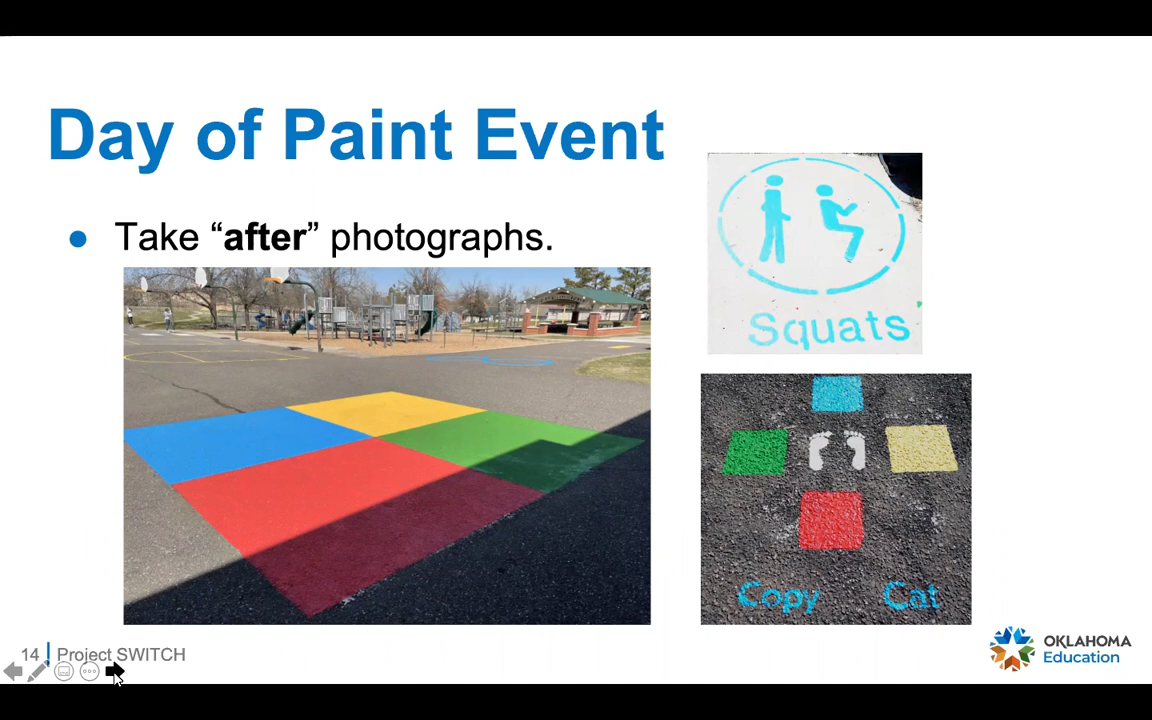 Day of Paint Event
● Take “after” photographs.
Squats
Copy Cat
14 Project SWITCH
OKLAHOMA
Education